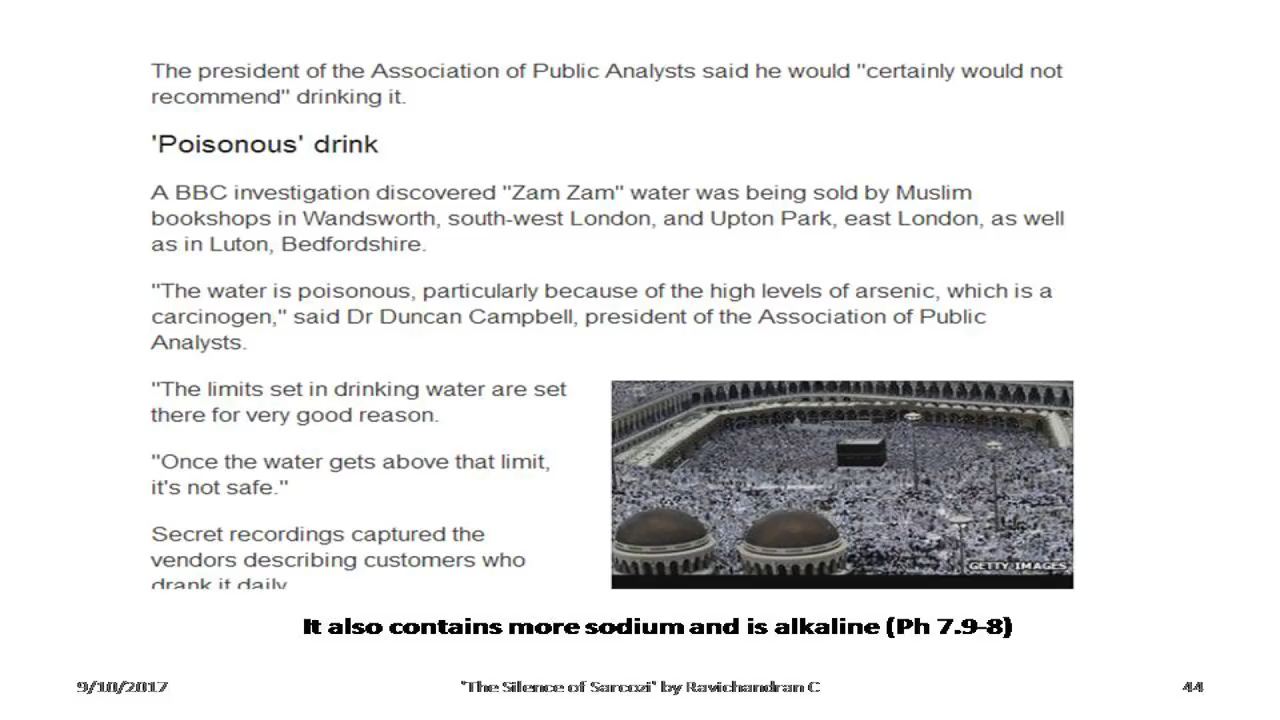 The president of the Association of Public Analysts said he would "certainly would not
recommend" drinking it.
'Poisonous' drink
A BBC investigation discovered "Zam Zam" water was being sold by Muslim
bookshops in Wandsworth, south-west London, and Upton Park, east London, as well
as in Luton, Bedfordshire.
"The water is poisonous, particularly because of the high levels of arsenic, which is a
carcinogen," said Dr Duncan Campbell, president of the Association of Public
Analysts.
"The limits set in drinking water are set
there for very good reason.
"Once the water gets above that limit,
it's not safe."
Secret recordings captured the
vendors describing customers who
drank it daily
GETTY IMAGES
It also contains more sodium and is alkaline (Ph 7.9-8)
9/10/2017
'The Silence of Sarcozi' by Ravichandran C
44